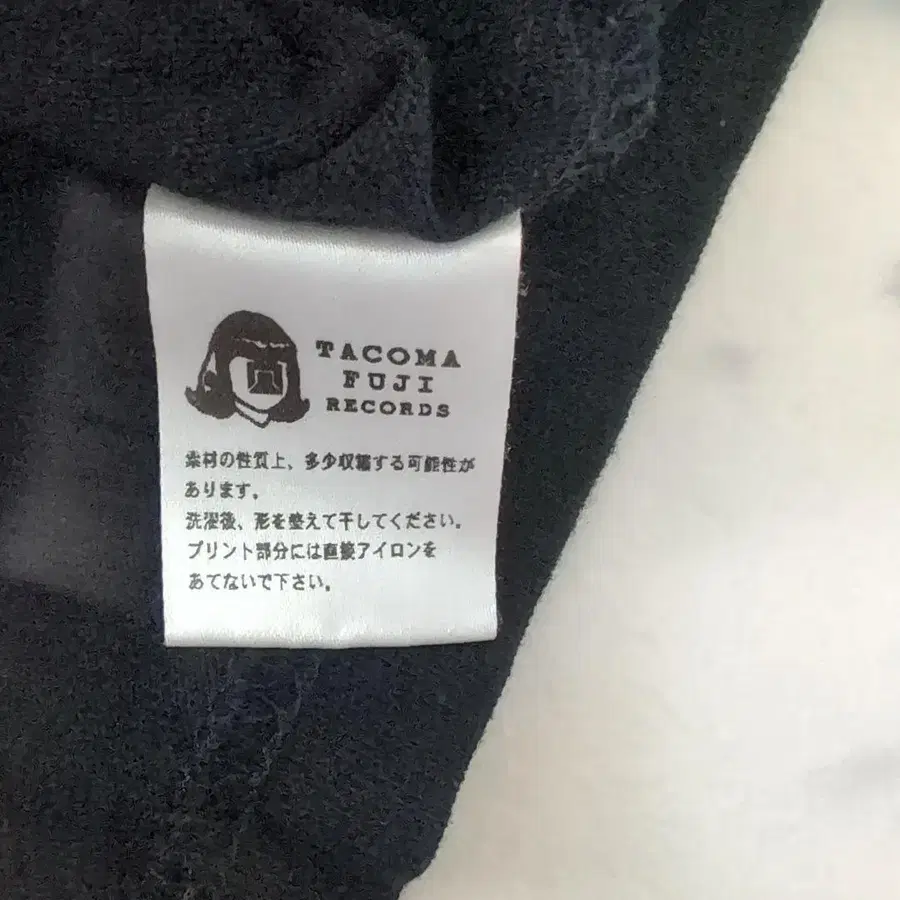 TACOMA
FUJI
RECORDS
素材の性質上、多少収縮する可能性が
あります。
洗濯後、形を整えて干してください。
プリント部分には直接アイロンを
あてないで下さい。